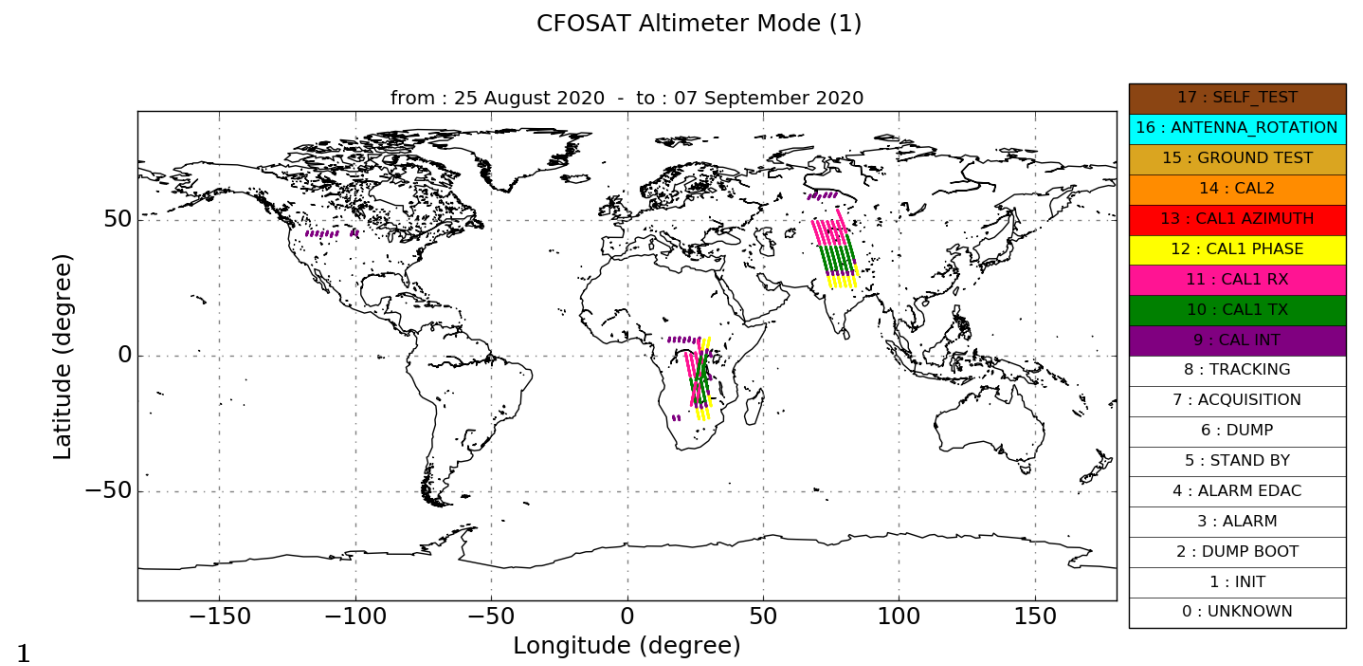 CFOSAT Altimeter Mode (1)
from : 25 August 2020 - to : 07 September 2020
17 : SELF_TEST
16 : ANTENNA_ROTATION
15 : GROUND TEST
14 : CAL2
13 : CAL1 AZIMUTH
12 : CAL1 PHASE
11 : CAL1 RX
10 : CAL1 TX
9 : CAL INT
8 : TRACKING
7 : ACQUISITION
6 : DUMP
5 : STAND BY
4 : ALARM EDAC
3 : ALARM
2 : DUMP BOOT
1 : INIT
0 : UNKNOWN
Latitude (degree)
50
0
−50
−150 −100 −50 0 50 100 150
Longitude (degree)
1